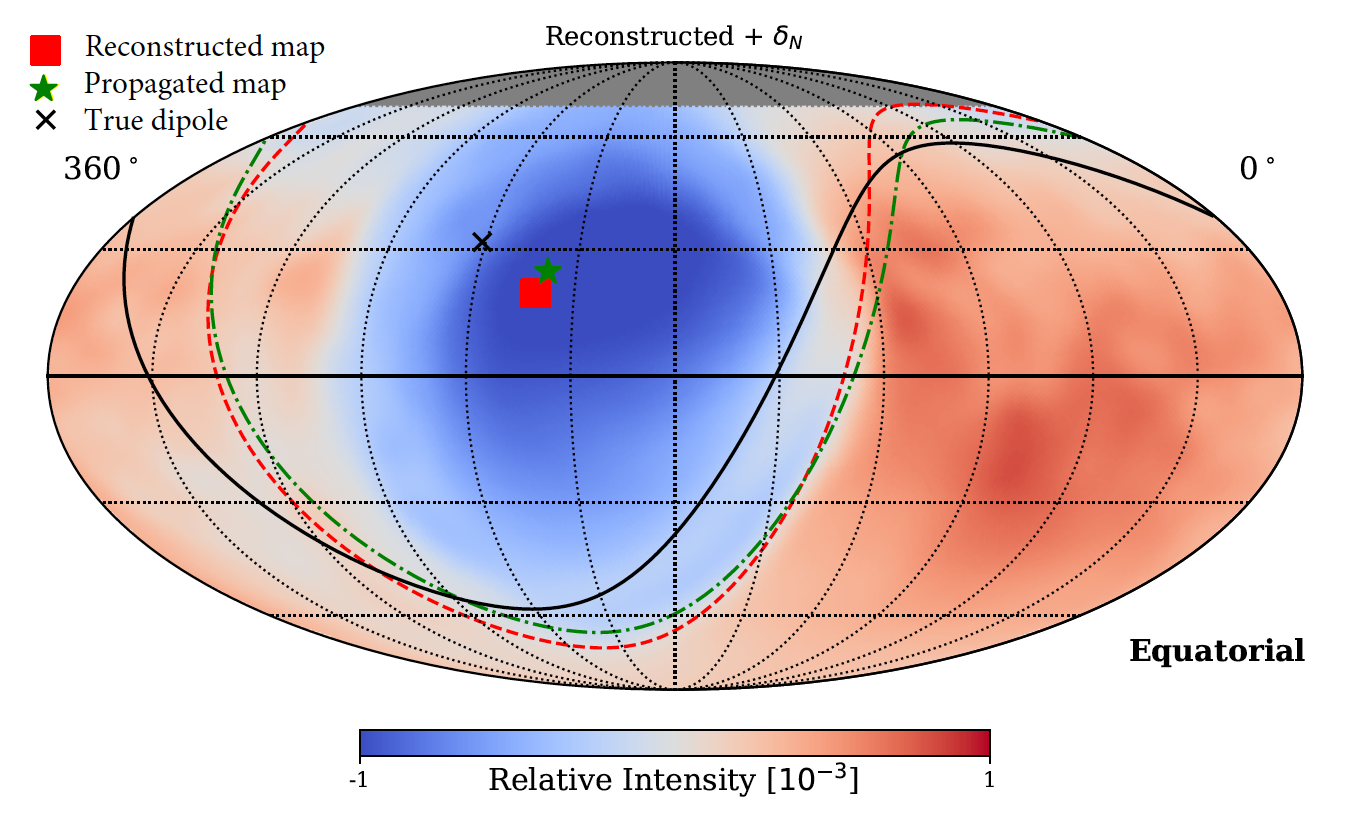 Reconstructed + δ_N
Reconstructed map
Propagated map
True dipole
360°
0°
Equatorial
-1
Relative Intensity [10⁻³]
1